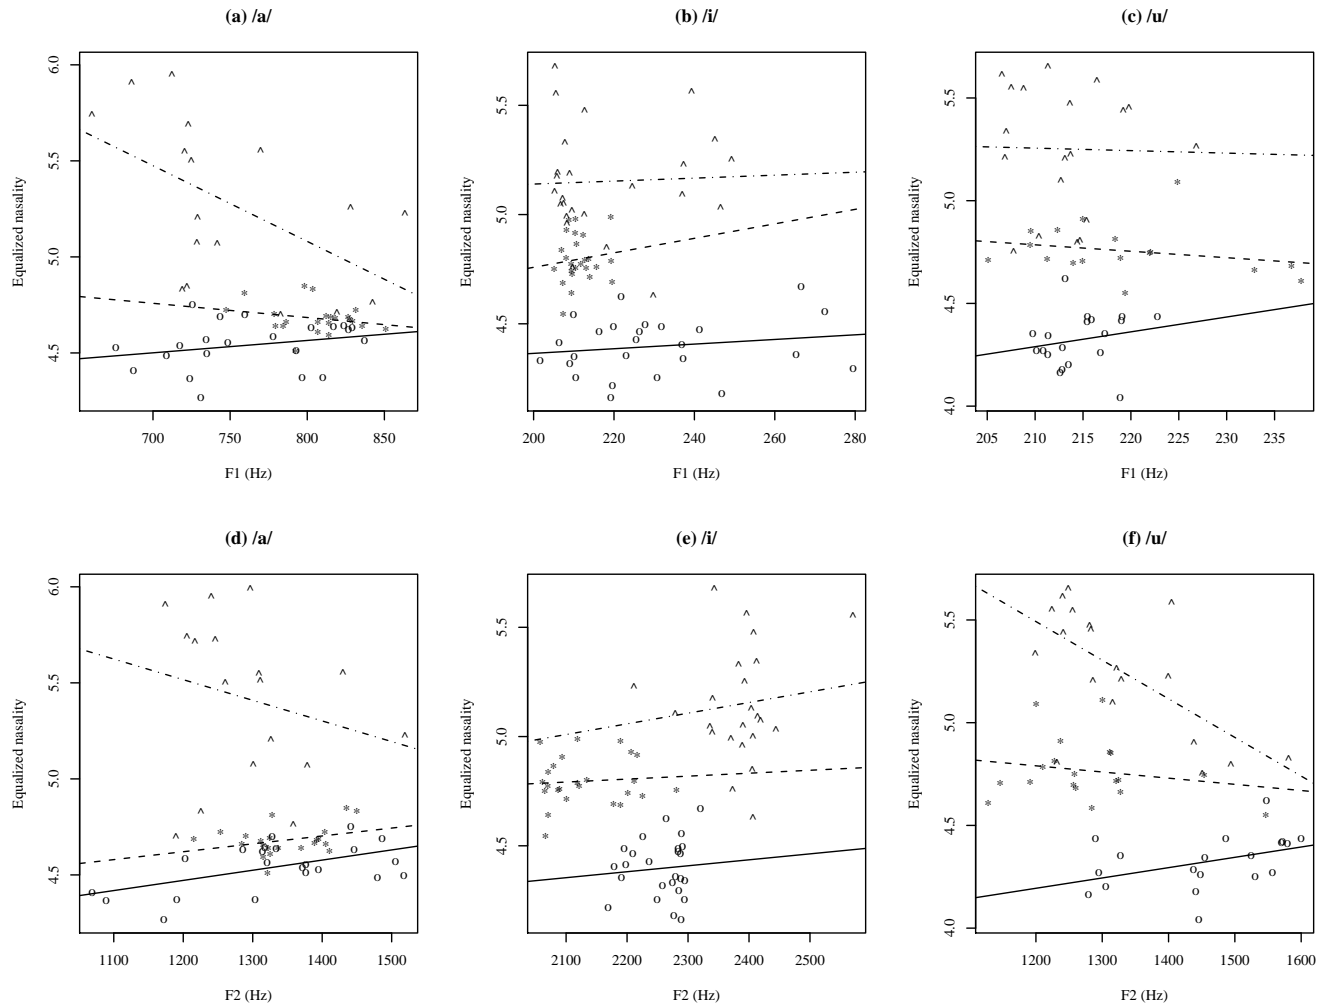 (a) /a/
6.0
5.5
5.0
4.5
Equalized nasality
700 750 800 850
F1 (Hz)
(b) /i/
5.5
5.0
4.5
Equalized nasality
200 220 240 260 280
F1 (Hz)
(c) /u/
5.5
5.0
4.5
4.0
Equalized nasality
205 210 215 220 225 230 235
F1 (Hz)
(d) /a/
6.0
5.5
5.0
4.5
Equalized nasality
1100 1200 1300 1400 1500
F2 (Hz)
(e) /i/
5.5
5.0
4.5
Equalized nasality
2100 2200 2300 2400 2500
F2 (Hz)
(f) /u/
5.5
5.0
4.5
4.0
Equalized nasality
1200 1300 1400 1500 1600
F2 (Hz)